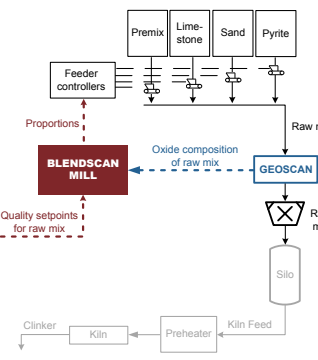 Premix
Lime-
stone
Sand
Pyrite
Feeder
controllers
Proportions
Raw
BLENDSCAN
MILL
Oxide composition
of raw mix
GEOSCAN
Quality setpoints
for raw mix
Silo
Clinker
Kiln
Preheater
Kiln Feed